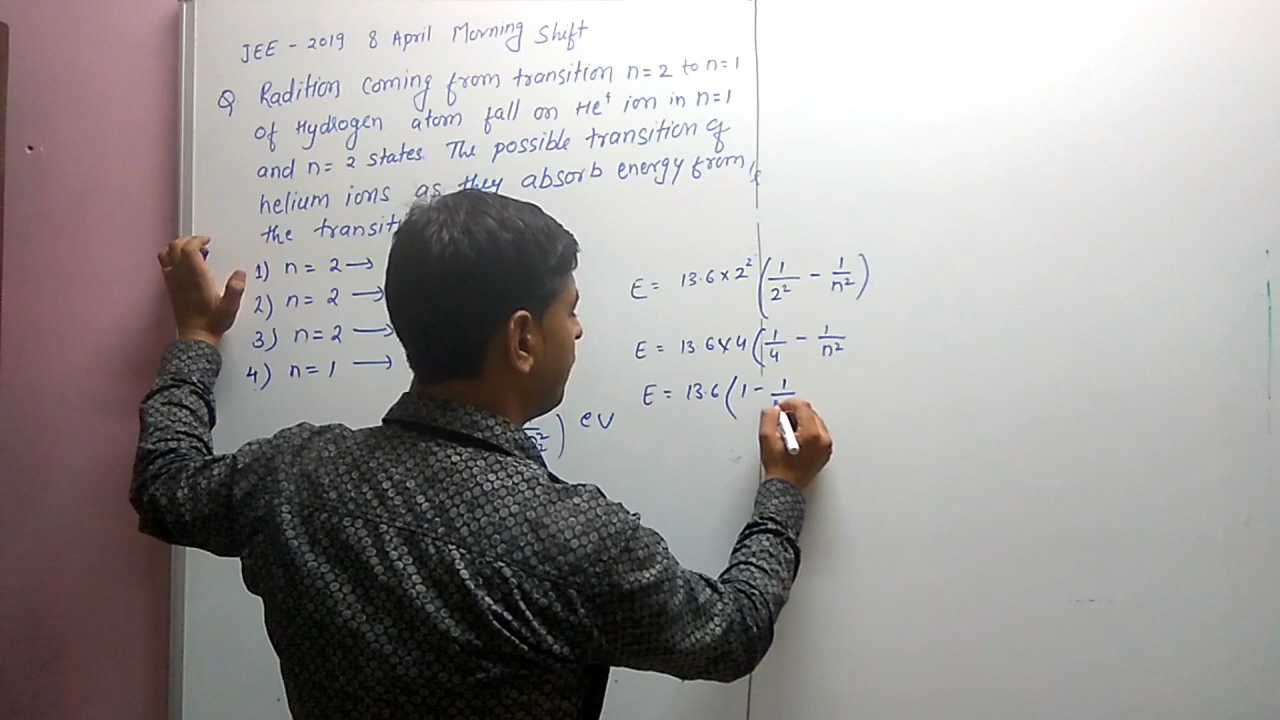 JEE - 2019 8 April Morning Shift
Q. Radition coming from transition n=2 to n=1
of Hydrogen atom fall on He⁺ ion in n=1
and n=2 states. The possible transition of
helium ions as they absorb energy from
the transit
1) n = 2 →
2) n = 2 →
3) n = 2 →
4) n = 1 →
) eV
E = 13.6 × 2² (1/2² - 1/n²)
E = 13.6 × 4 (1/4 - 1/n²
E = 13.6 (1 - 1/